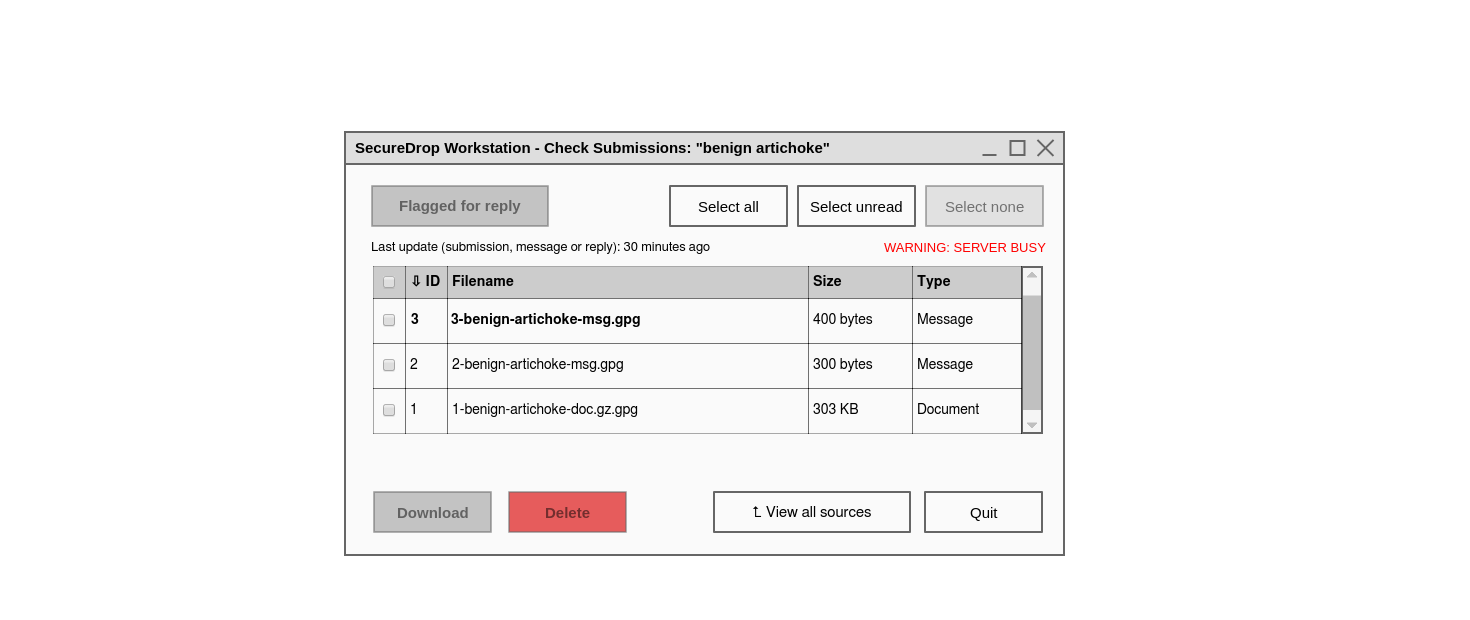 SecureDrop Workstation - Check Submissions: "benign artichoke"
Flagged for reply Select all Select unread Select none
Last update (submission, message or reply): 30 minutes ago WARNING: SERVER BUSY
⇩ ID Filename Size Type
3 3-benign-artichoke-msg.gpg 400 bytes Message
2 2-benign-artichoke-msg.gpg 300 bytes Message
1 1-benign-artichoke-doc.gz.gpg 303 KB Document
Download Delete ⮤ View all sources Quit